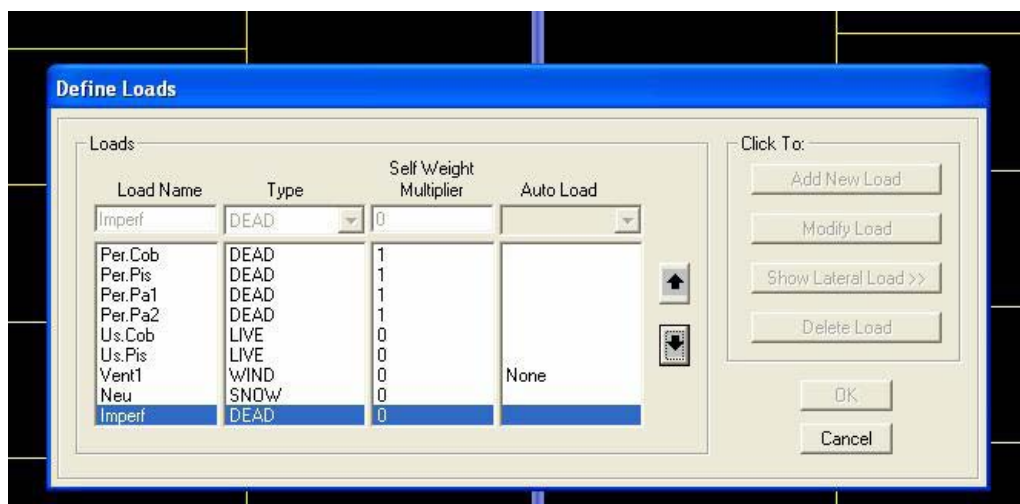 Define Loads
Loads
Load Name Type Self Weight Multiplier Auto Load
Imperf DEAD 0
Per.Cob DEAD 1
Per.Pis DEAD 1
Per.Pa1 DEAD 1
Per.Pa2 DEAD 1
Us.Cob LIVE 0
Us.Pis LIVE 0
Vent1 WIND 0 None
Neu SNOW 0
Imperf DEAD 0
Click To:
Add New Load
Modify Load
Show Lateral Load >>
Delete Load
OK
Cancel